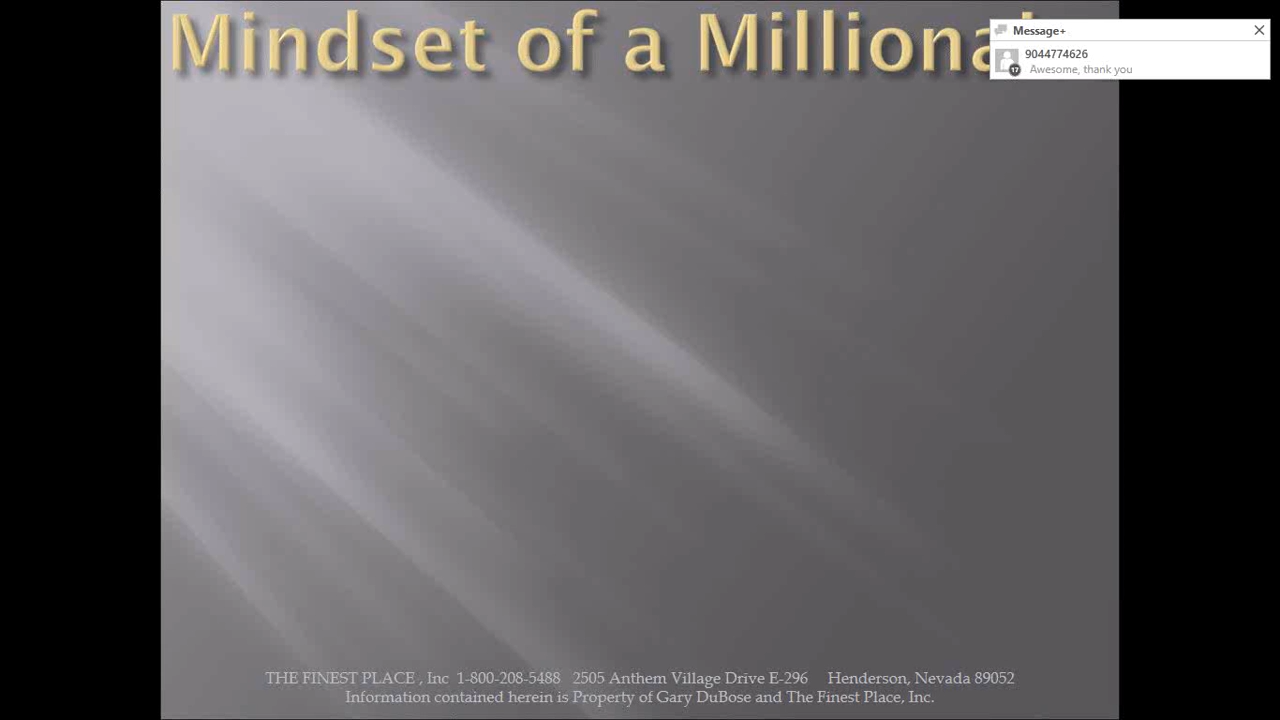 Mindset of a Milliona
Message+
9044774626
17
Awesome, thank you
THE FINEST PLACE , Inc 1-800-208-5488 2505 Anthem Village Drive E-296 Henderson, Nevada 89052
Information contained herein is Property of Gary DuBose and The Finest Place, Inc.